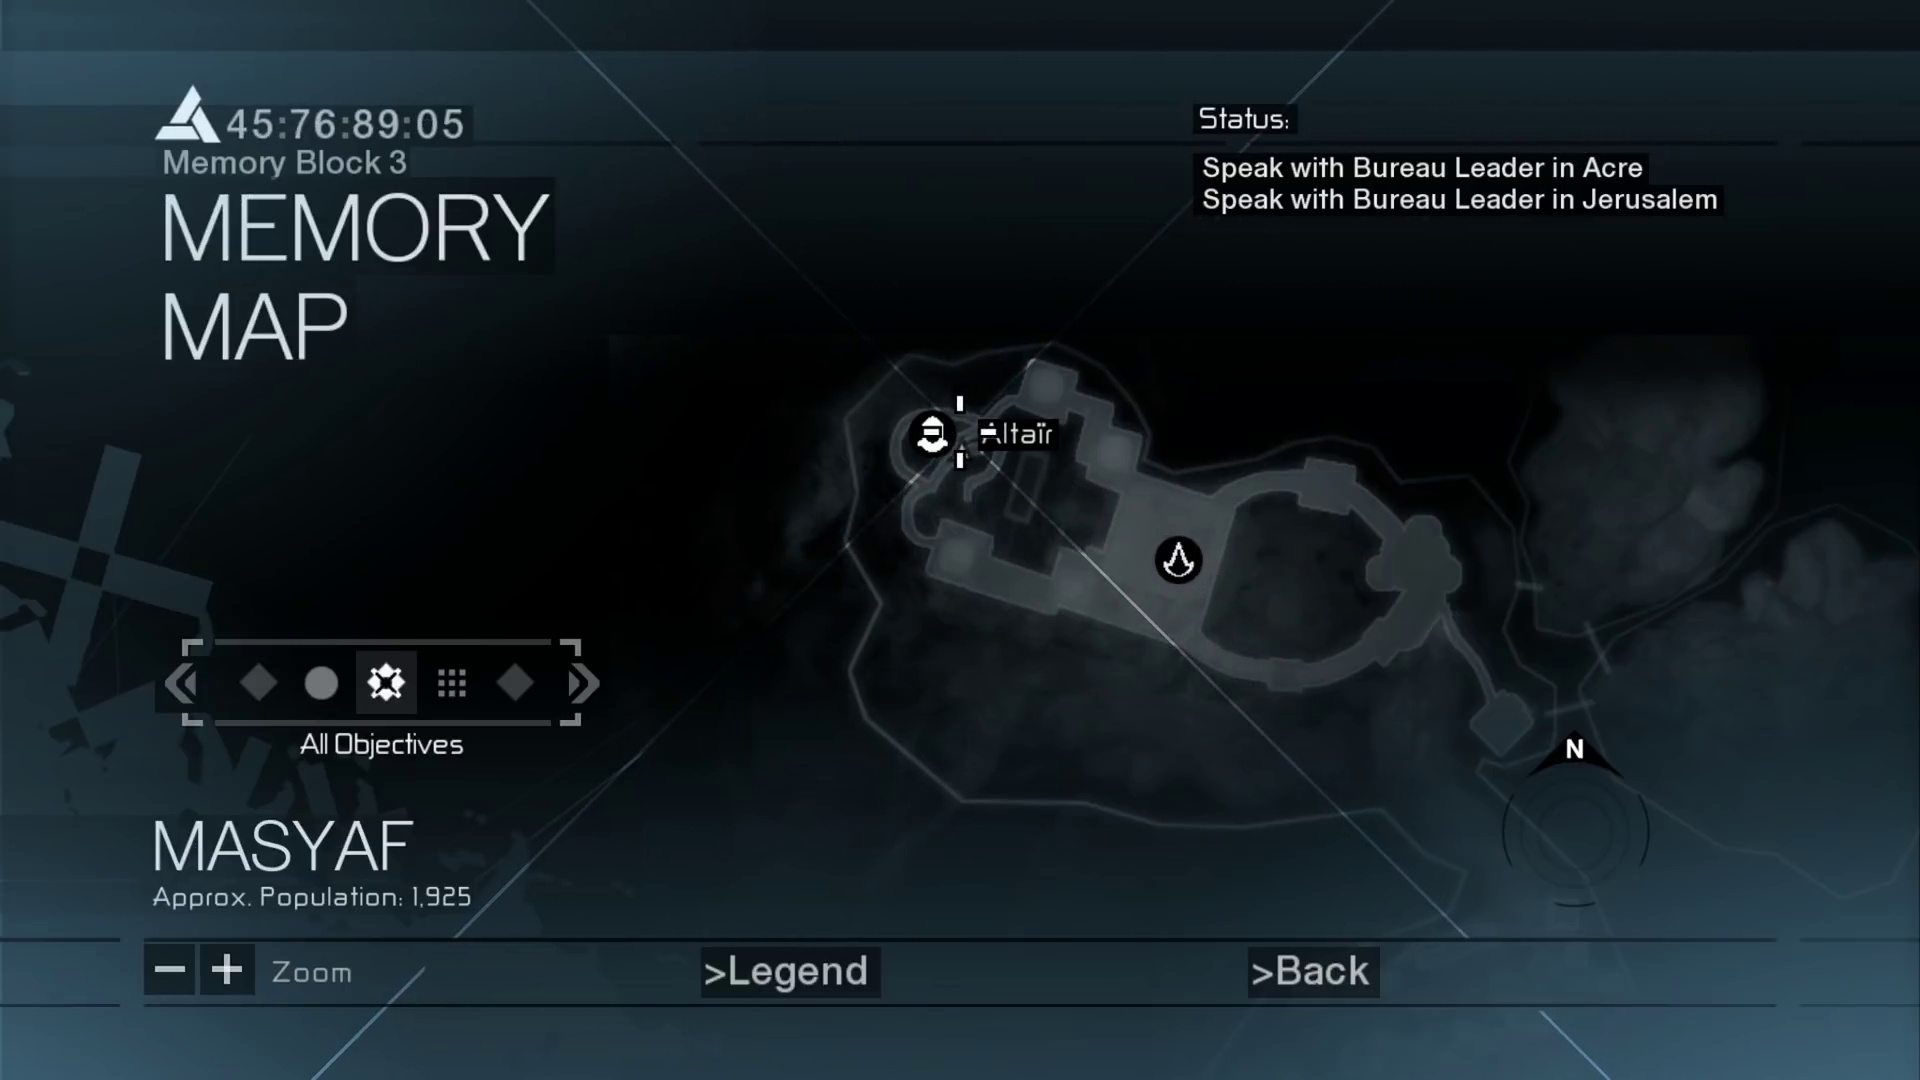 45:76:89:05
Memory Block 3
MEMORY
MAP
Status:
Speak with Bureau Leader in Acre
Speak with Bureau Leader in Jerusalem
Altaïr
All Objectives
N
MASYAF
Approx. Population: 1,925
- + Zoom
>Legend
>Back